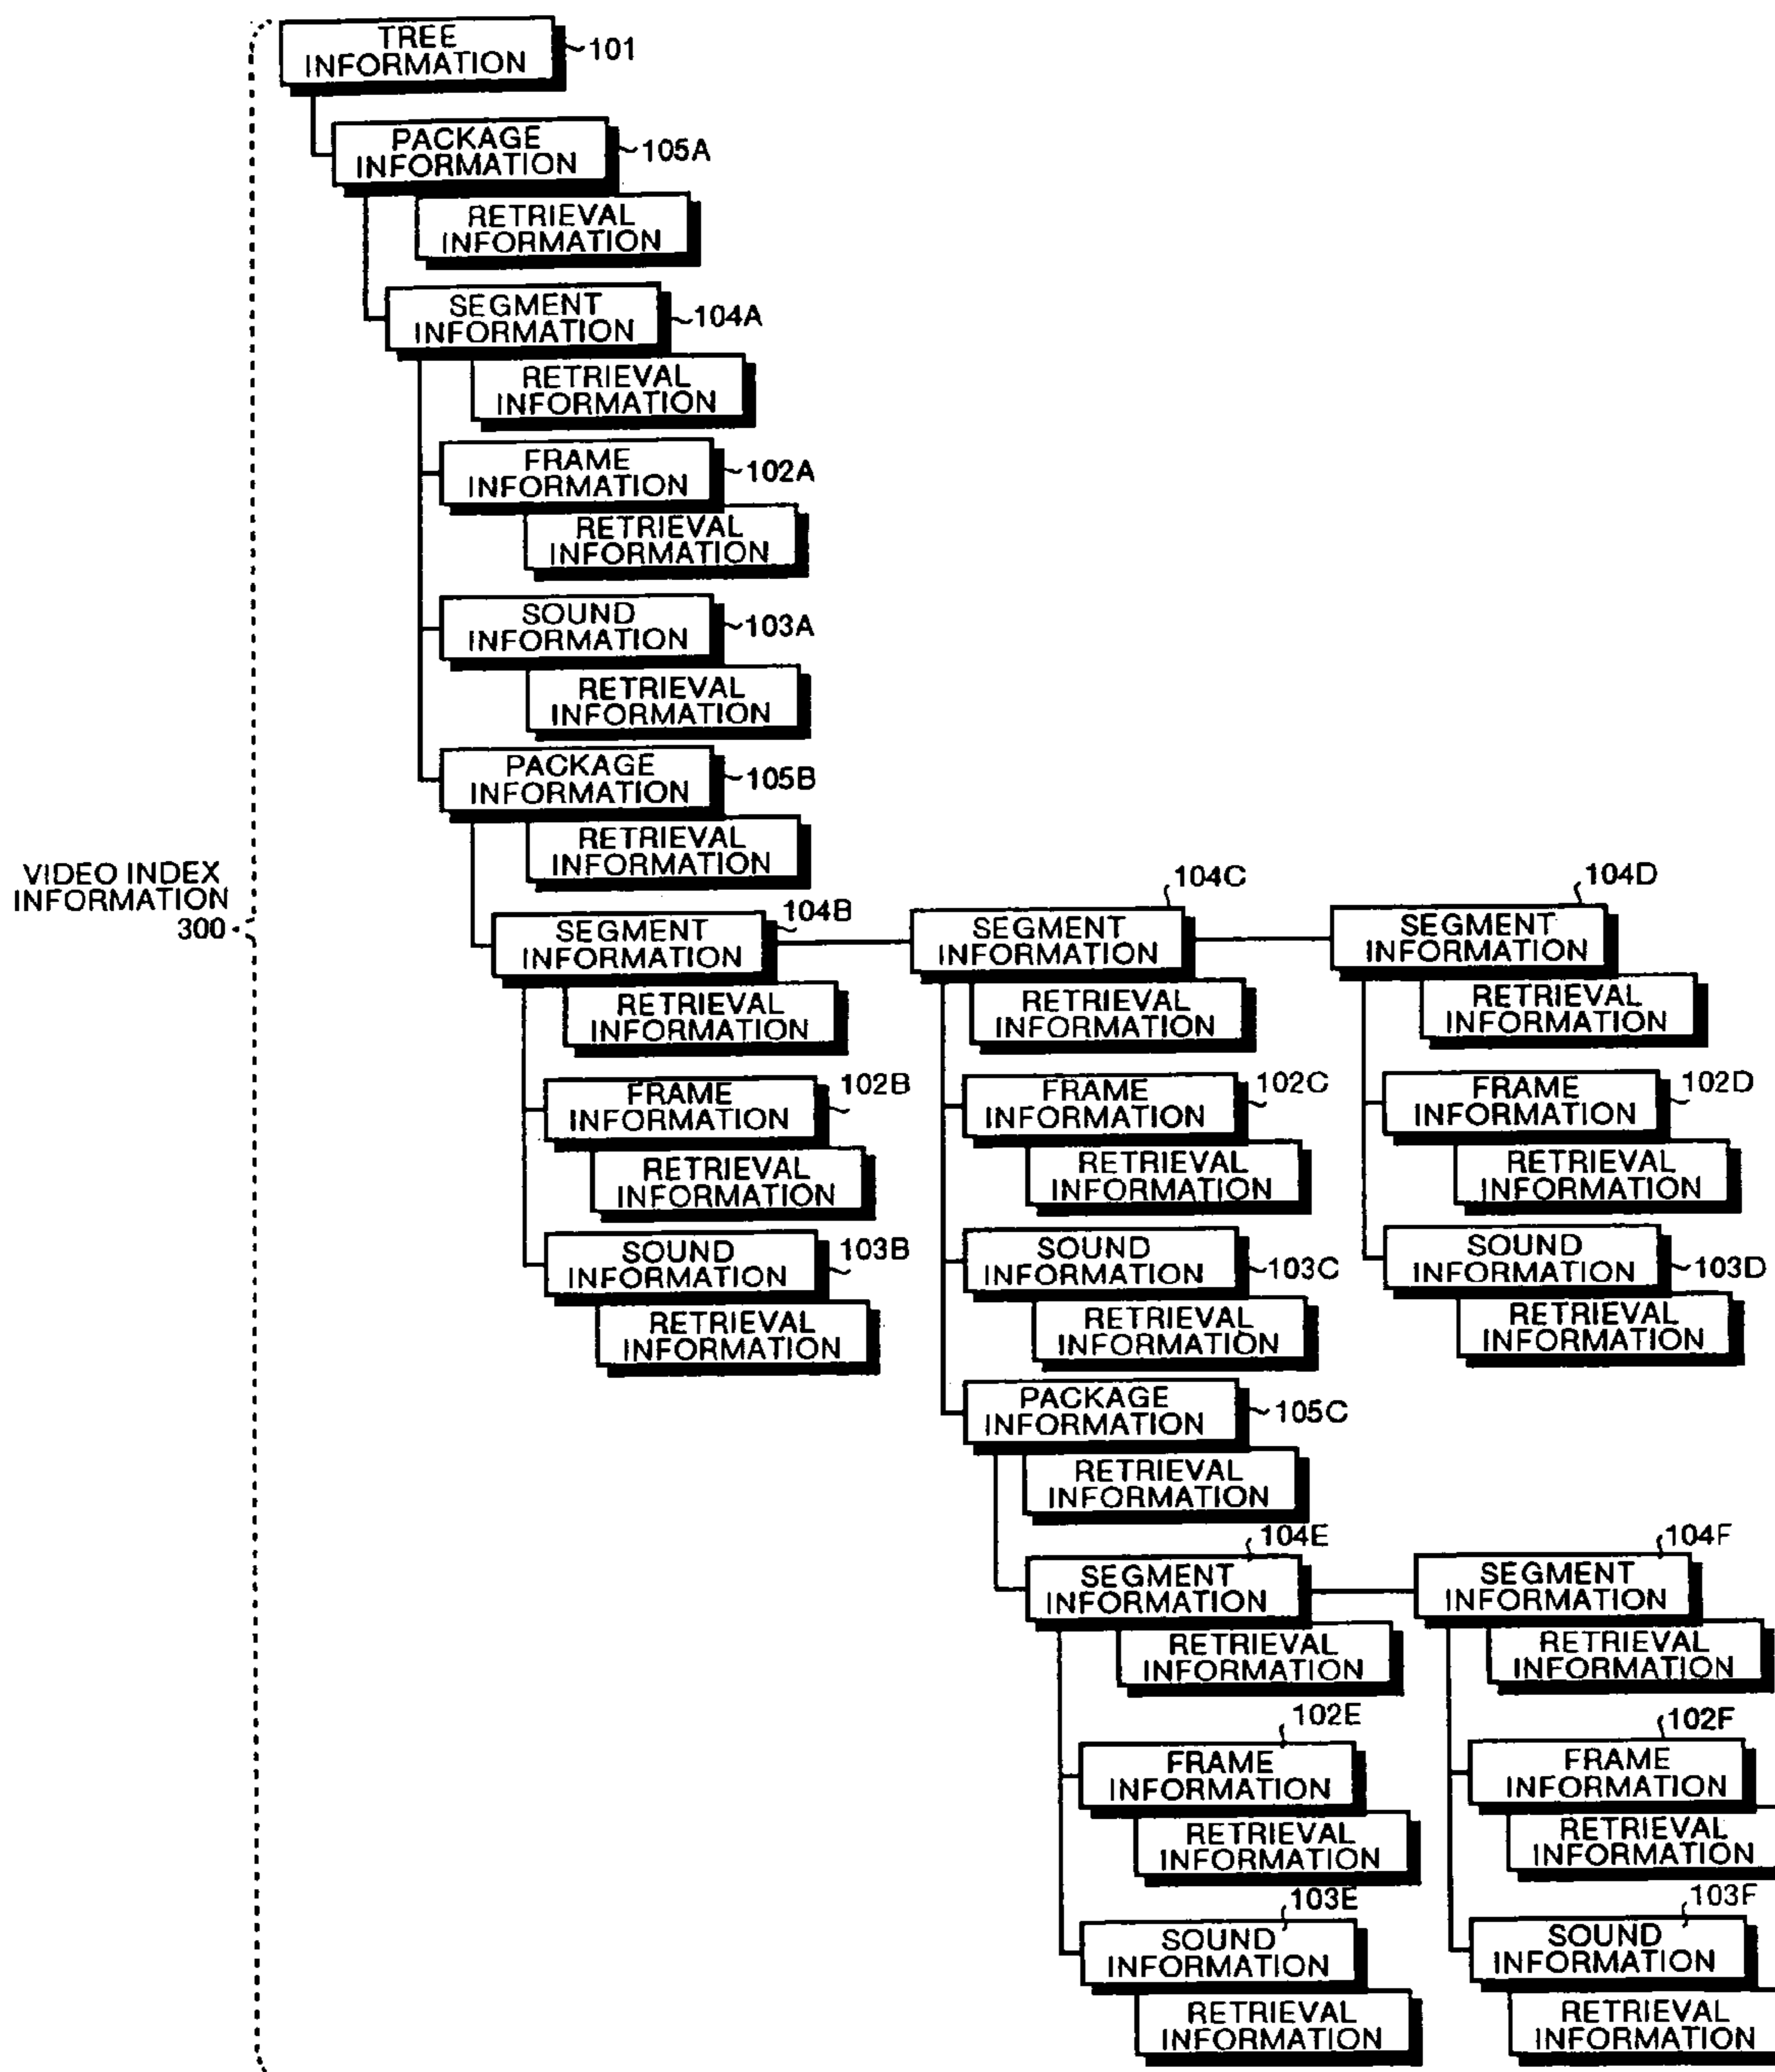 TREE
INFORMATION
101
PACKAGE
INFORMATION
105A
RETRIEVAL
INFORMATION
SEGMENT
INFORMATION
104A
RETRIEVAL
INFORMATION
FRAME
INFORMATION
102A
RETRIEVAL
INFORMATION
SOUND
INFORMATION
103A
RETRIEVAL
INFORMATION
PACKAGE
INFORMATION
105B
RETRIEVAL
INFORMATION
VIDEO INDEX
INFORMATION
300
104B
SEGMENT
INFORMATION
RETRIEVAL
INFORMATION
102B
FRAME
INFORMATION
RETRIEVAL
INFORMATION
103B
SOUND
INFORMATION
RETRIEVAL
INFORMATION
104C
SEGMENT
INFORMATION
RETRIEVAL
INFORMATION
102C
FRAME
INFORMATION
RETRIEVAL
INFORMATION
SOUND
INFORMATION
103C
RETRIEVAL
INFORMATION
PACKAGE
INFORMATION
105C
RETRIEVAL
INFORMATION
104D
SEGMENT
INFORMATION
RETRIEVAL
INFORMATION
102D
FRAME
INFORMATION
RETRIEVAL
INFORMATION
SOUND
INFORMATION
103D
RETRIEVAL
INFORMATION
104E
SEGMENT
INFORMATION
RETRIEVAL
INFORMATION
102E
FRAME
INFORMATION
RETRIEVAL
INFORMATION
103E
SOUND
INFORMATION
RETRIEVAL
INFORMATION
104F
SEGMENT
INFORMATION
RETRIEVAL
INFORMATION
102F
FRAME
INFORMATION
RETRIEVAL
INFORMATION
103F
SOUND
INFORMATION
RETRIEVAL
INFORMATION